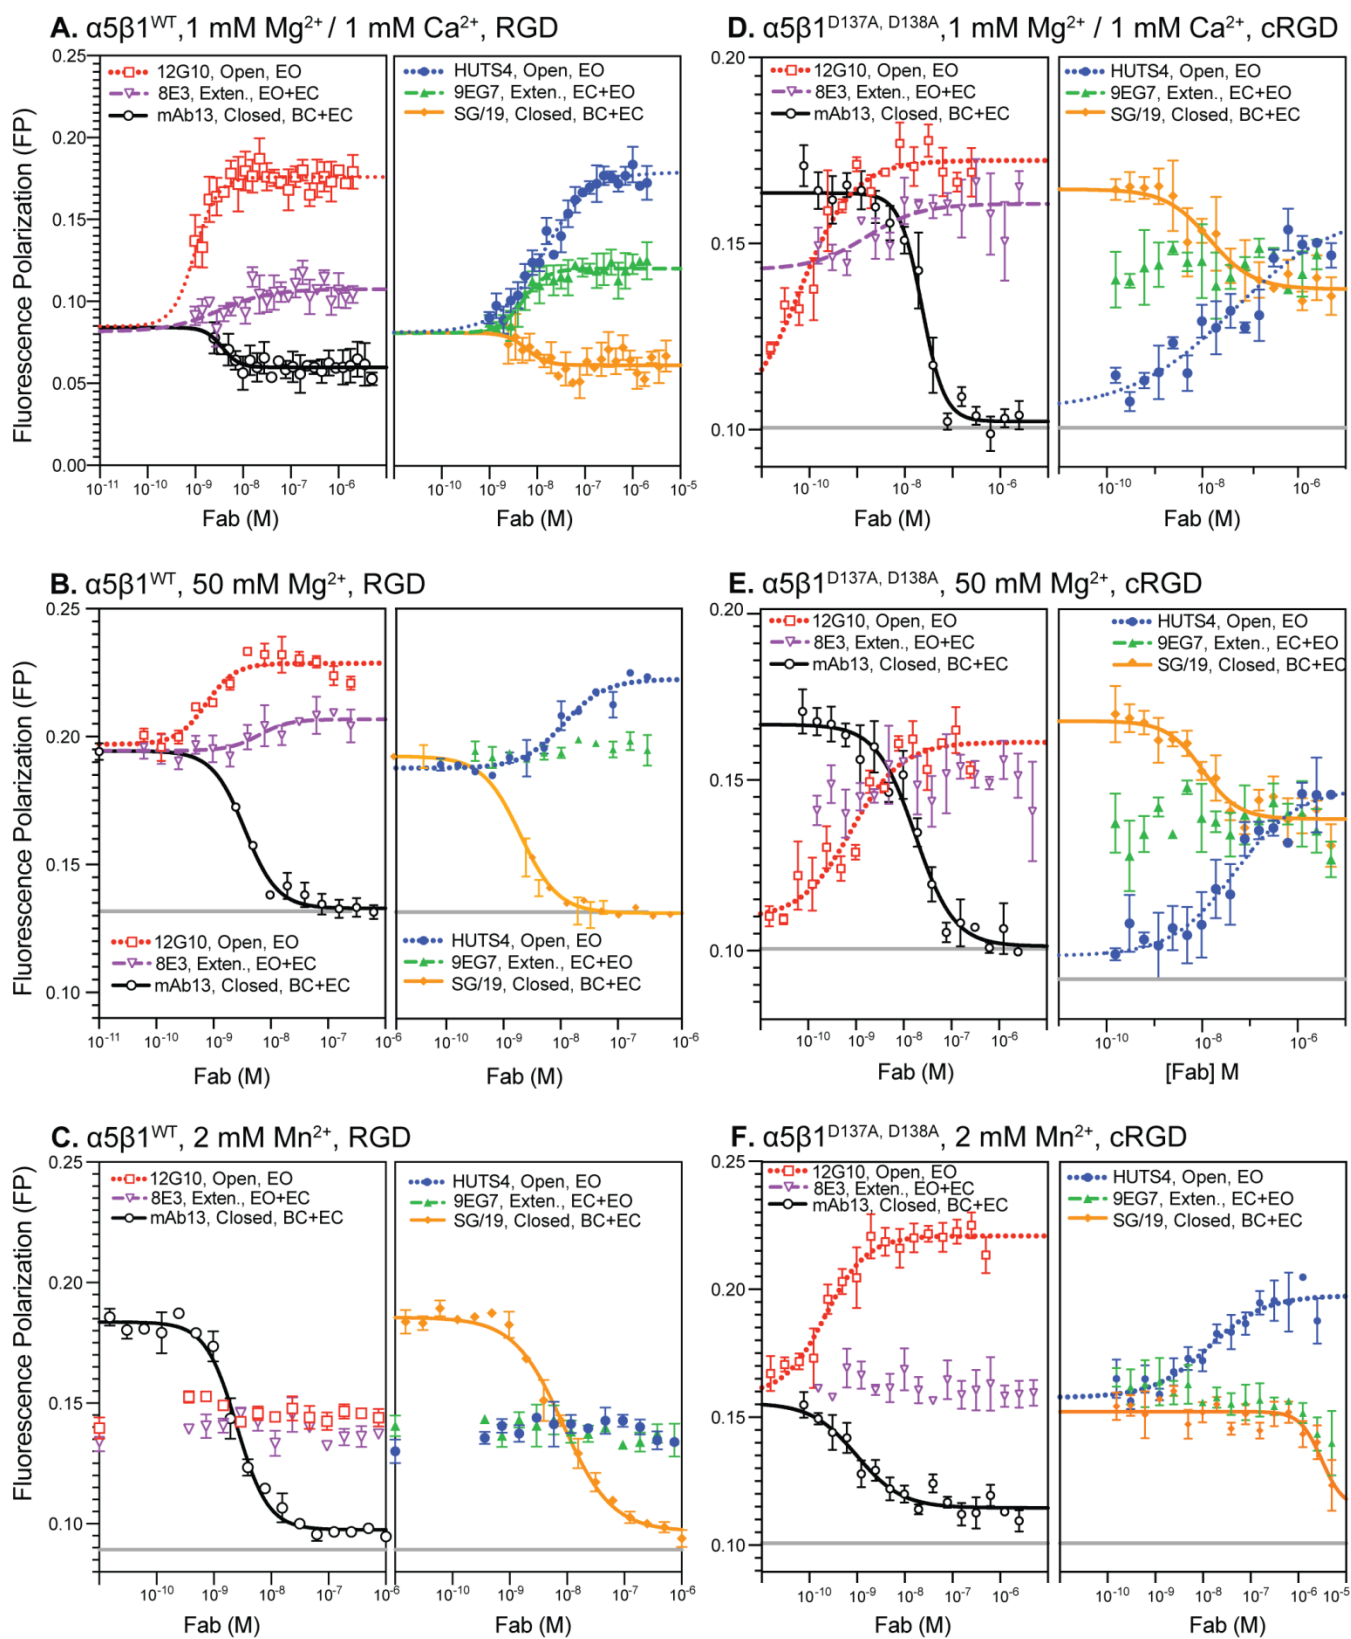 A. α5β1WT, 1 mM Mg2+ / 1 mM Ca2+, RGD
Fluorescence Polarization (FP)
0.25
0.20
0.15
0.10
0.05
0.00
12G10, Open, EO
8E3, Exten., EO+EC
mAb13, Closed, BC+EC
HUTS4, Open, EO
9EG7, Exten., EC+EO
SG/19, Closed, BC+EC
10-11 10-10 10-9 10-8 10-7 10-6
10-10 10-9 10-8 10-7 10-6 10-5
Fab (M)
Fab (M)
D. α5β1D137A, D138A, 1 mM Mg2+ / 1 mM Ca2+, cRGD
0.20
0.15
0.10
12G10, Open, EO
8E3, Exten., EO+EC
mAb13, Closed, BC+EC
HUTS4, Open, EO
9EG7, Exten., EC+EO
SG/19, Closed, BC+EC
10-10 10-8 10-6
10-10 10-8 10-6
Fab (M)
Fab (M)
B. α5β1WT, 50 mM Mg2+, RGD
Fluorescence Polarization (FP)
0.25
0.20
0.15
0.10
12G10, Open, EO
8E3, Exten., EO+EC
mAb13, Closed, BC+EC
HUTS4, Open, EO
9EG7, Exten., EC+EO
SG/19, Closed, BC+EC
10-11 10-10 10-9 10-8 10-7 10-6
10-10 10-9 10-8 10-7 10-6
Fab (M)
Fab (M)
E. α5β1D137A, D138A, 50 mM Mg2+, cRGD
0.20
0.15
0.10
12G10, Open, EO
8E3, Exten., EO+EC
mAb13, Closed, BC+EC
HUTS4, Open, EO
9EG7, Exten., EC+EO
SG/19, Closed, BC+EC
10-10 10-9 10-8 10-7 10-6
10-10 10-8 10-6
Fab (M)
[Fab] M
C. α5β1WT, 2 mM Mn2+, RGD
Fluorescence Polarization (FP)
0.25
0.20
0.15
0.10
12G10, Open, EO
8E3, Exten., EO+EC
mAb13, Closed, BC+EC
HUTS4, Open, EO
9EG7, Exten., EC+EO
SG/19, Closed, BC+EC
10-10 10-9 10-8 10-7 10-6
10-10 10-9 10-8 10-7 10-6
Fab (M)
Fab (M)
F. α5β1D137A, D138A, 2 mM Mn2+, cRGD
0.25
0.20
0.15
0.10
12G10, Open, EO
8E3, Exten., EO+EC
mAb13, Closed, BC+EC
HUTS4, Open, EO
9EG7, Exten., EC+EO
SG/19, Closed, BC+EC
10-10 10-9 10-8 10-7 10-6
10-10 10-9 10-8 10-7 10-6 10-5
Fab (M)
Fab (M)